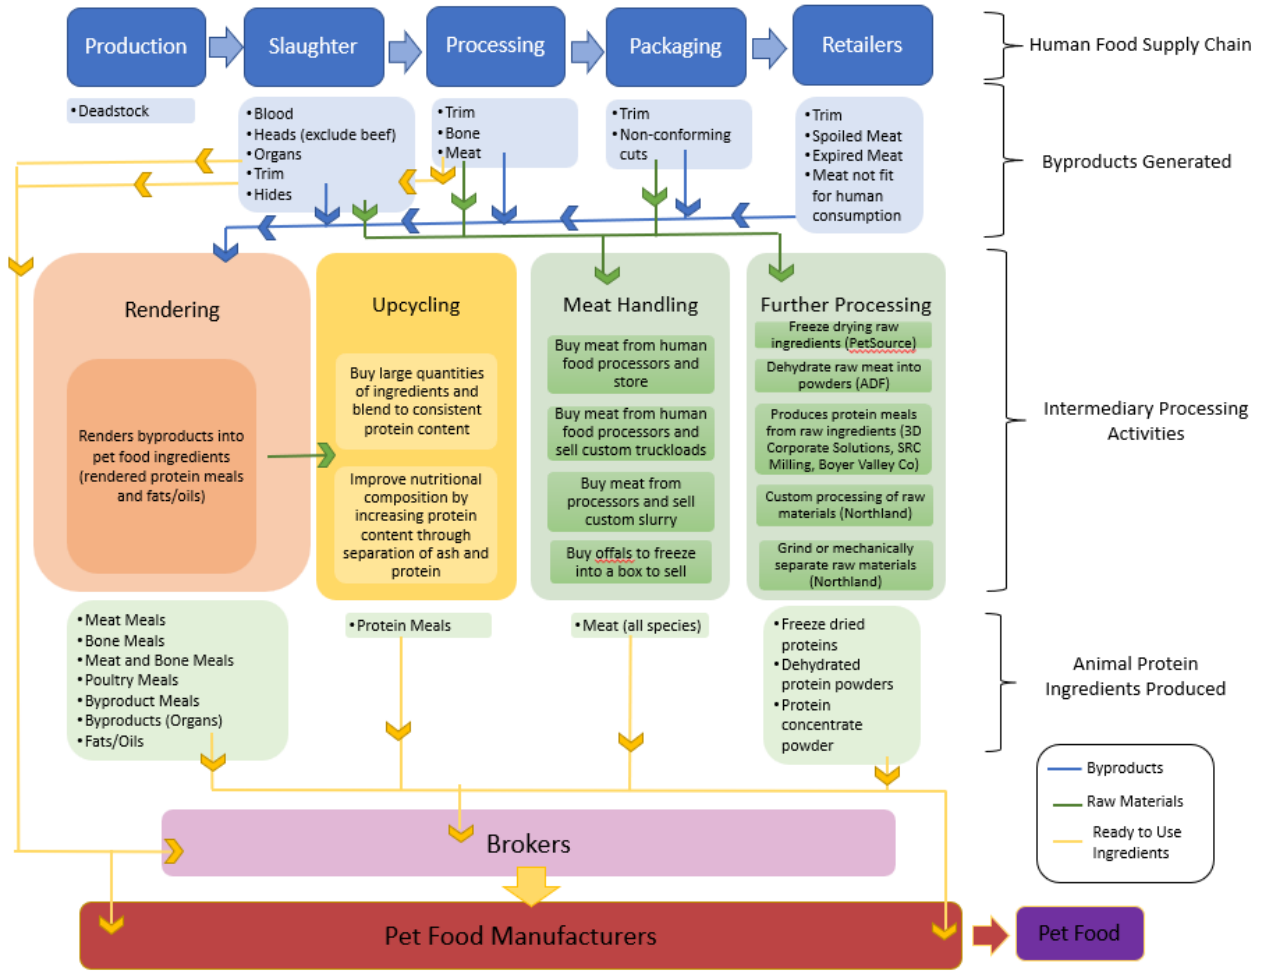 Production
Slaughter
Processing
Packaging
Retailers
Human Food Supply Chain
• Deadstock
• Blood
• Heads (exclude beef)
• Organs
• Trim
• Hides
• Trim
• Bone
• Meat
• Trim
• Non-conforming
cuts
• Trim
• Spoiled Meat
• Expired Meat
• Meat not fit
for human
consumption
Byproducts Generated
Rendering
Renders byproducts into
pet food ingredients
(rendered protein meals
and fats/oils)
Upcycling
Buy large quantities
of ingredients and
blend to consistent
protein content
Improve nutritional
composition by
increasing protein
content through
separation of ash and
protein
Meat Handling
Buy meat from human
food processors and
store
Buy meat from human
food processors and
sell custom truckloads
Buy meat from
processors and sell
custom slurry
Buy offals to freeze
into a box to sell
Further Processing
Freeze drying raw
ingredients (PetSource)
Dehydrate raw meat into
powders (ADF)
Produces protein meals
from raw ingredients (3D
Corporate Solutions, SRC
Milling, Boyer Valley Co)
Custom processing of raw
materials (Northland)
Grind or mechanically
separate raw materials
(Northland)
Intermediary Processing
Activities
• Meat Meals
• Bone Meals
• Meat and Bone Meals
• Poultry Meals
• Byproduct Meals
• Byproducts (Organs)
• Fats/Oils
• Protein Meals
• Meat (all species)
• Freeze dried
proteins
• Dehydrated
protein powders
• Protein
concentrate
powder
Animal Protein
Ingredients Produced
Byproducts
Raw Materials
Ready to Use
Ingredients
Brokers
Pet Food Manufacturers
Pet Food